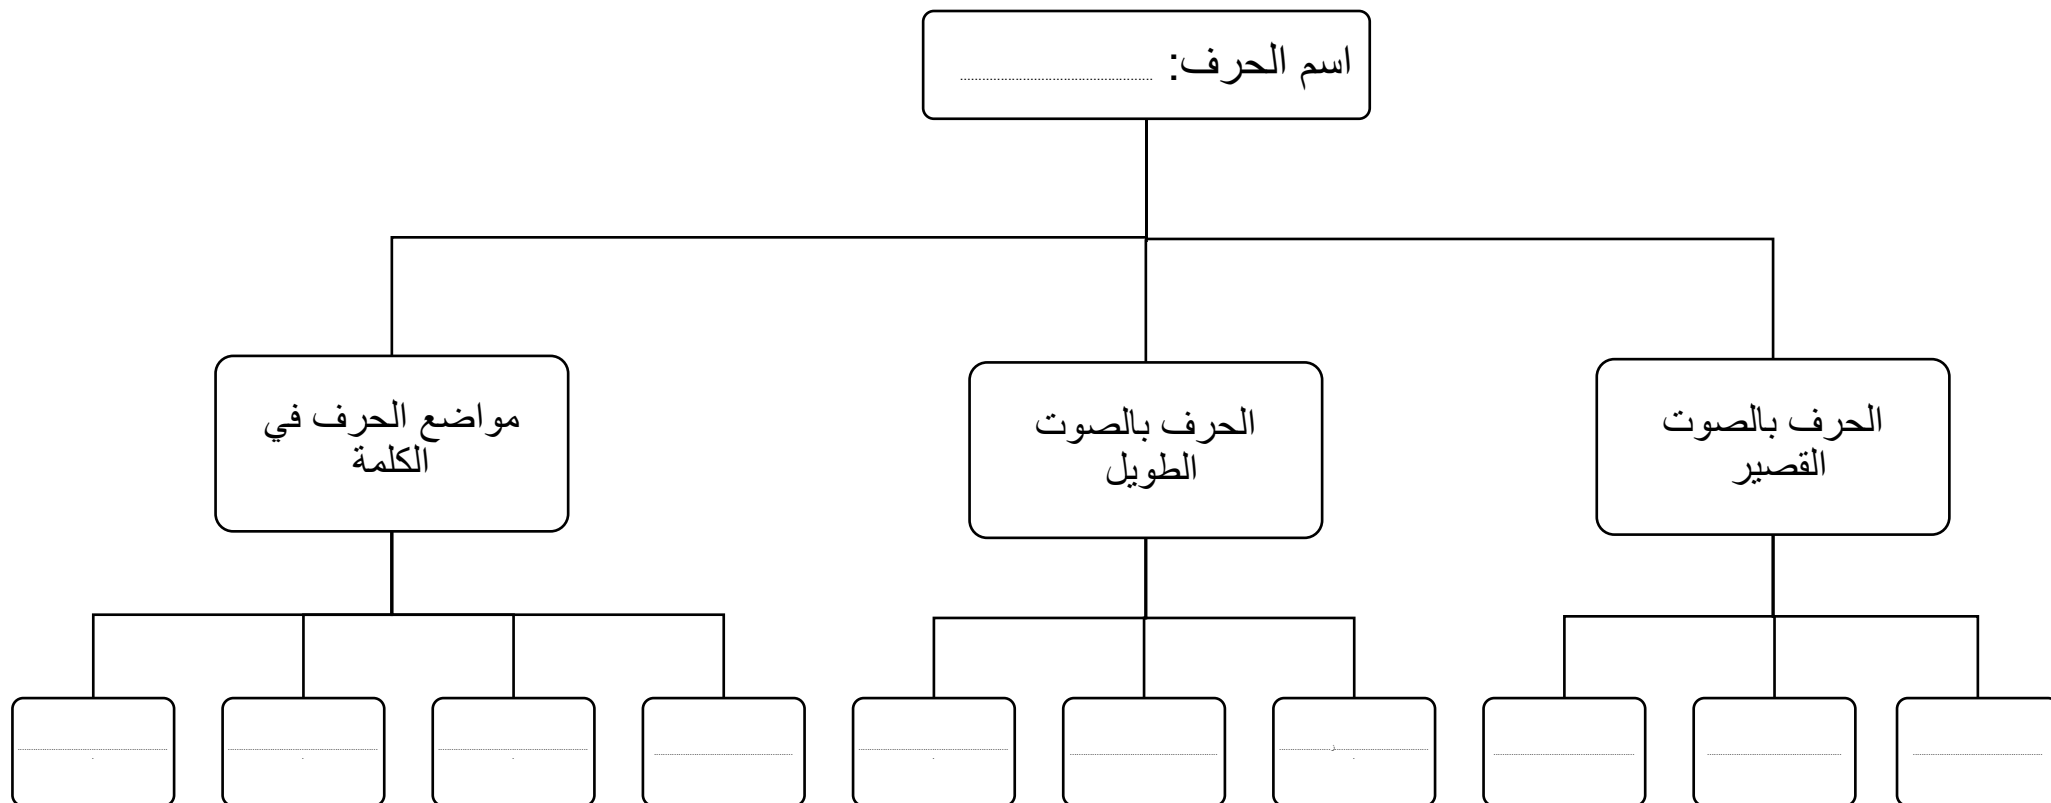 اسم الحرف: ..................................................
الحرف بالصوت
القصير
الحرف بالصوت
الطويل
مواضع الحرف في
الكلمة